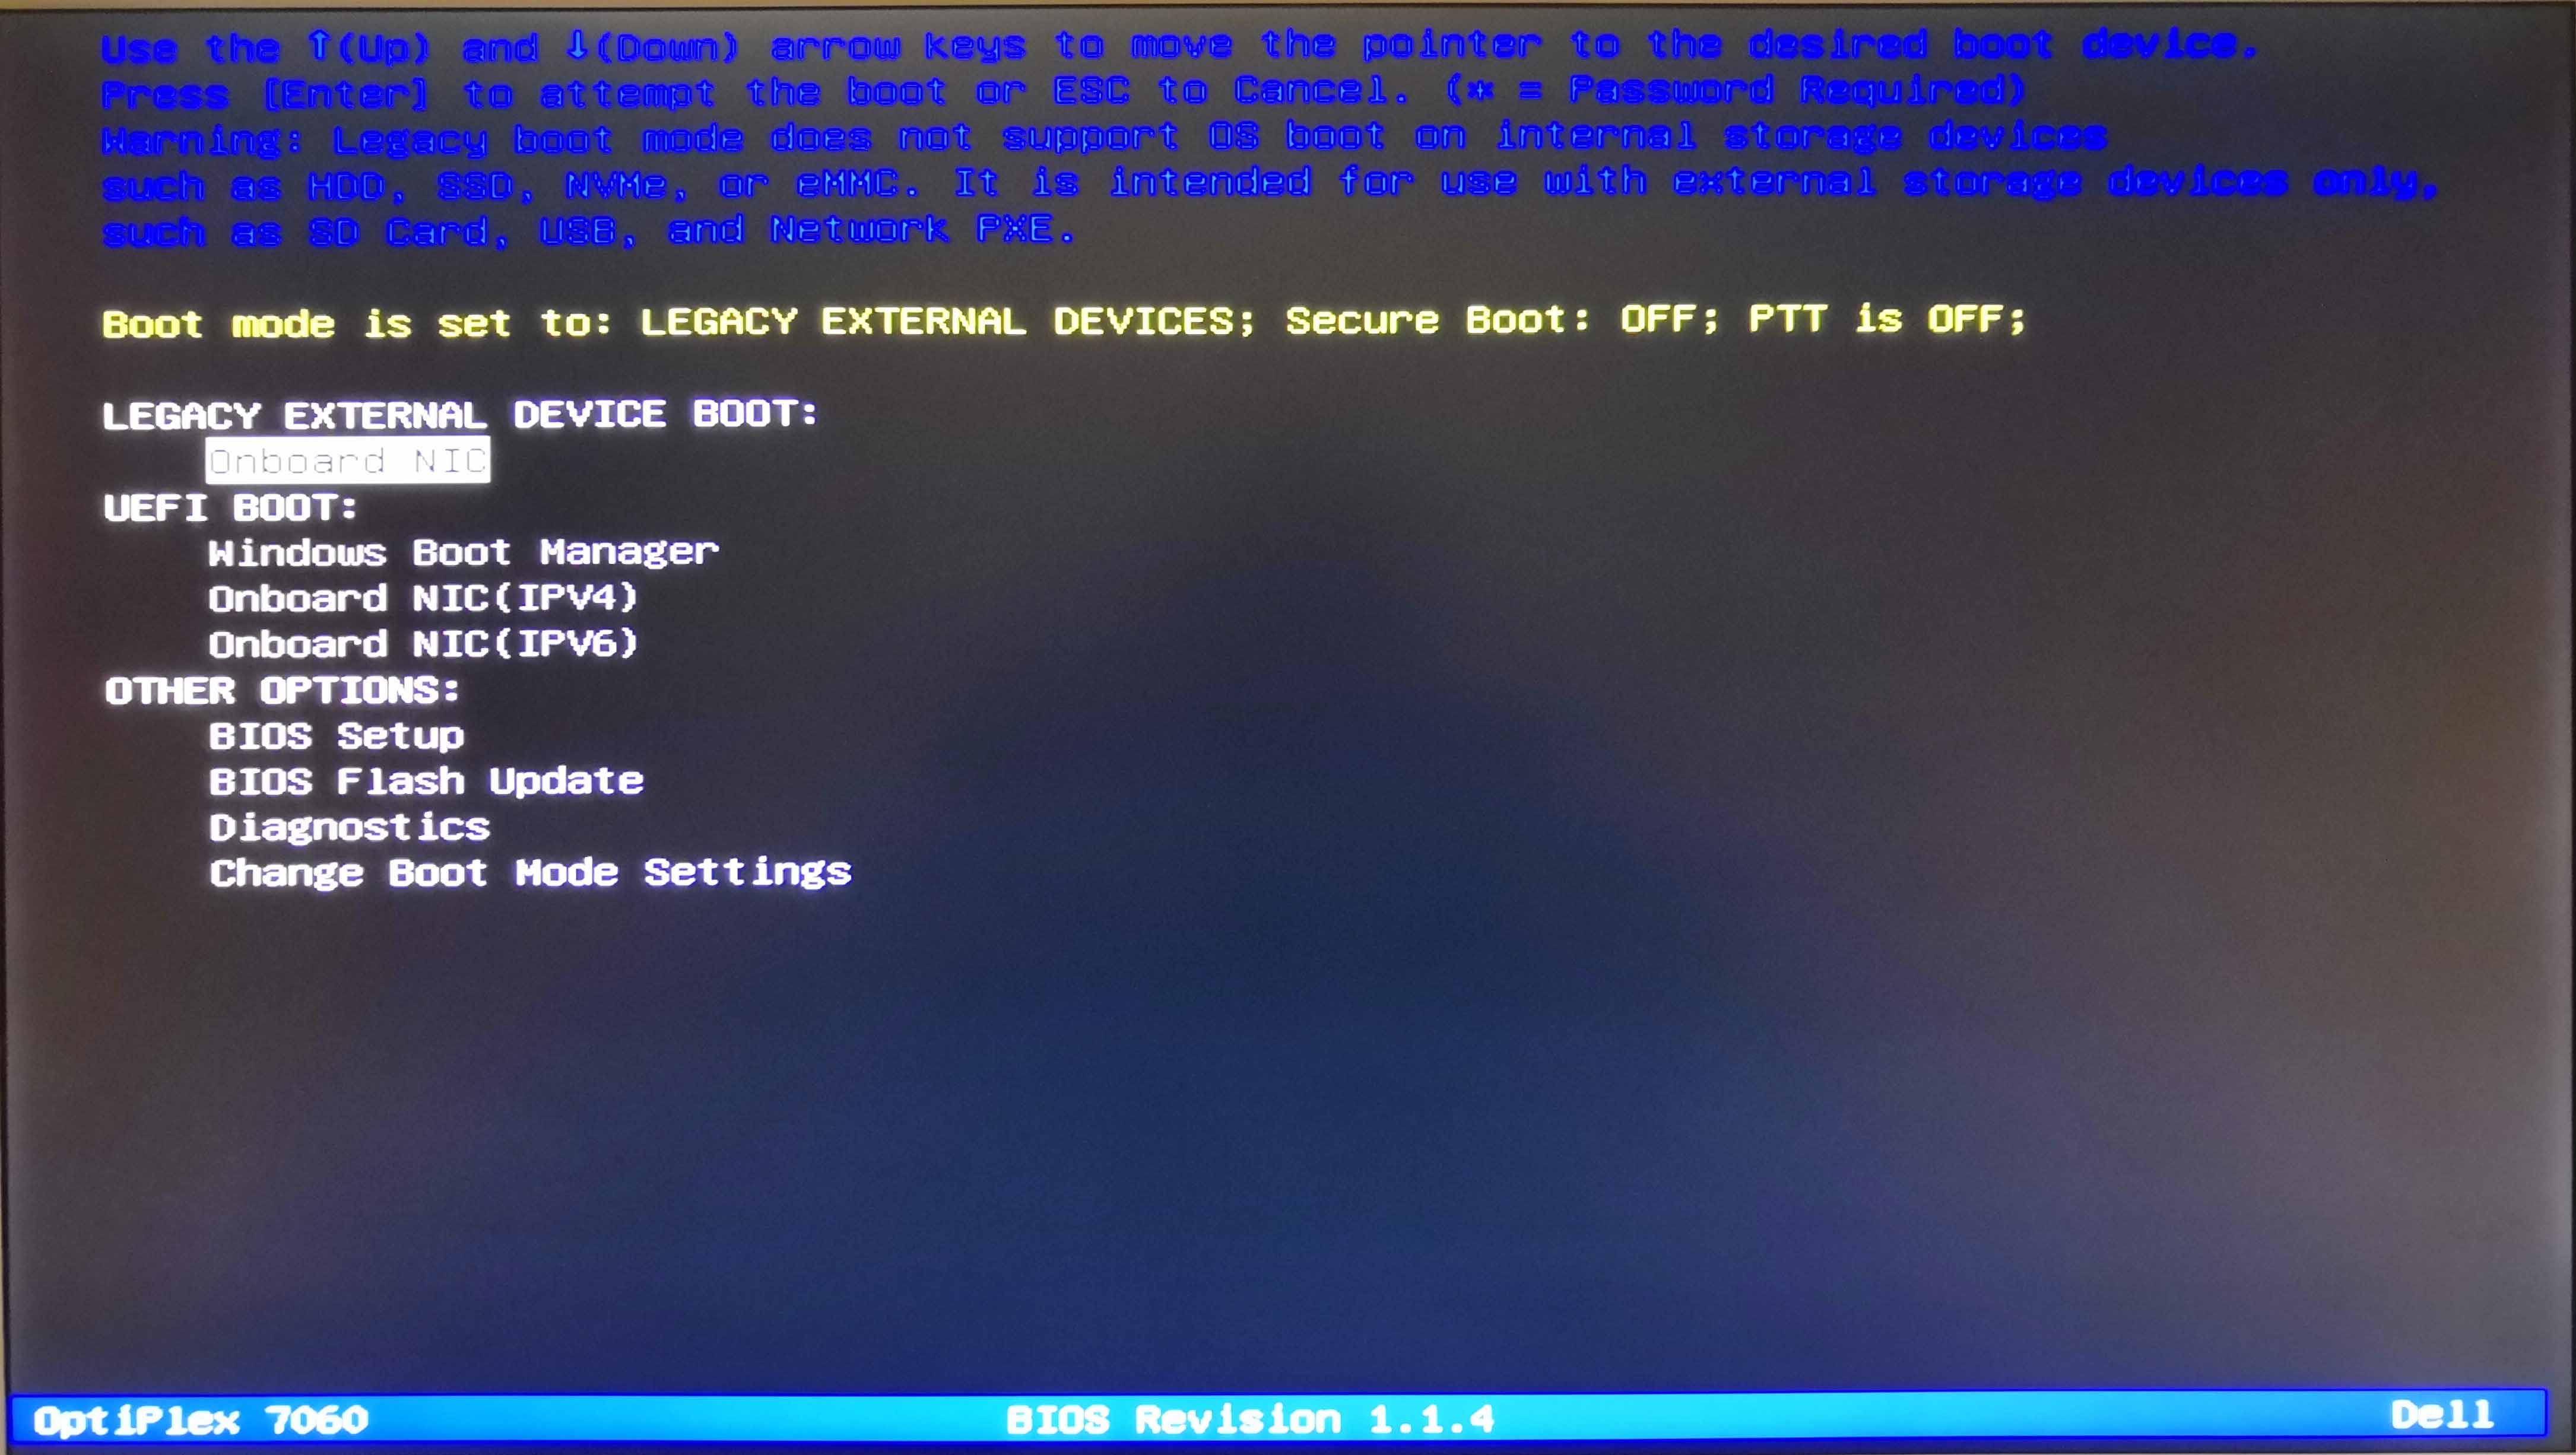 Use the ↑(Up) and ↓(Down) arrow keys to move the pointer to the desired boot device.
Press [Enter] to attempt the boot or ESC to Cancel. (* = Password Required)
Warning: Legacy boot mode does not support OS boot on internal storage devices
such as HDD, SSD, NVMe, or eMMC. It is intended for use with external storage devices only,
such as SD Card, USB, and Network PXE.
Boot mode is set to: LEGACY EXTERNAL DEVICES; Secure Boot: OFF; PTT is OFF;
LEGACY EXTERNAL DEVICE BOOT:
Onboard NIC
UEFI BOOT:
Windows Boot Manager
Onboard NIC(IPV4)
Onboard NIC(IPV6)
OTHER OPTIONS:
BIOS Setup
BIOS Flash Update
Diagnostics
Change Boot Mode Settings
OptiPlex 7060 BIOS Revision 1.1.4 Dell